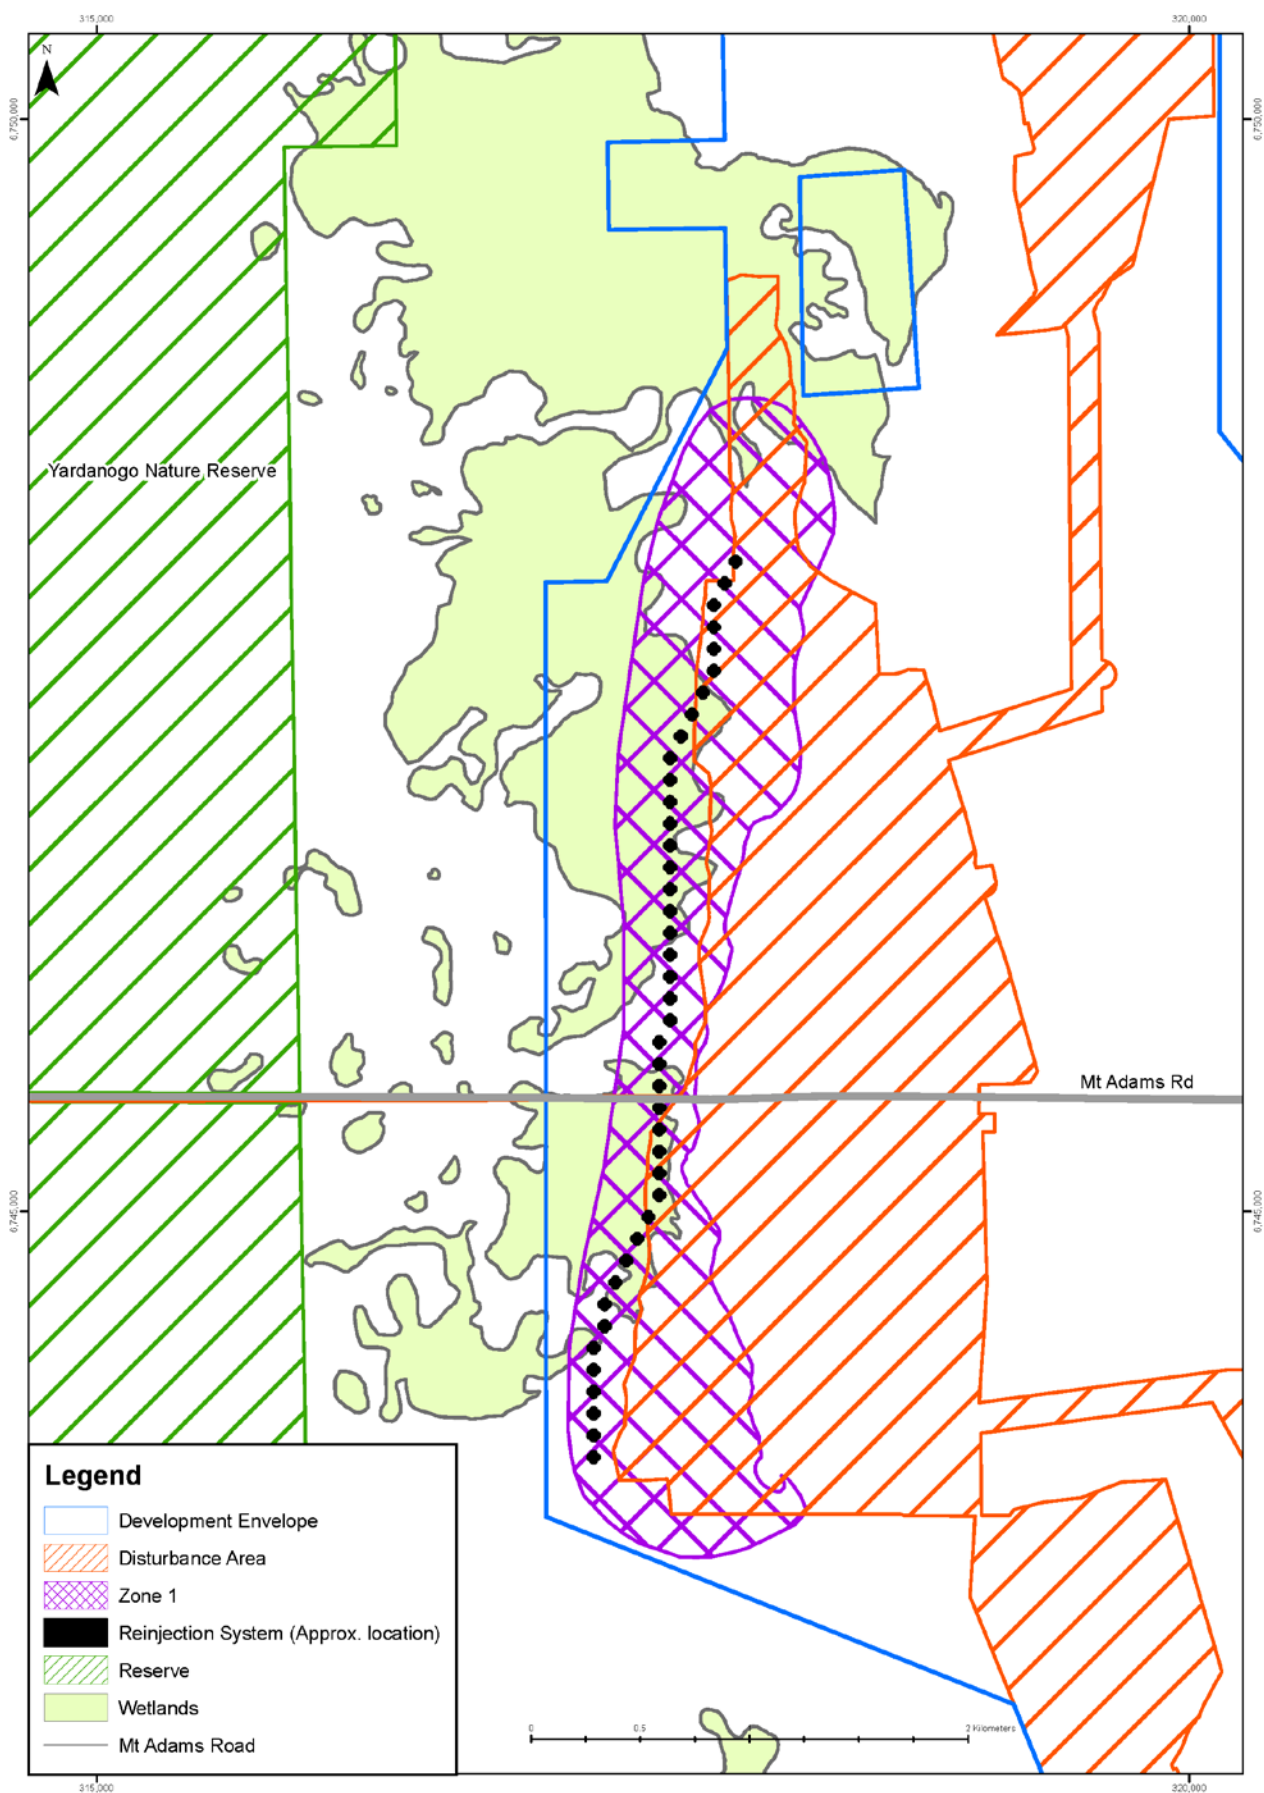 315,000
320,000
N
6,750,000
6,750,000
Yardanogo Nature Reserve
Mt Adams Rd
6,745,000
6,745,000
Legend
Development Envelope
Disturbance Area
Zone 1
Reinjection System (Approx. location)
Reserve
Wetlands
Mt Adams Road
0
0.5
2 Kilometers
315,000
320,000